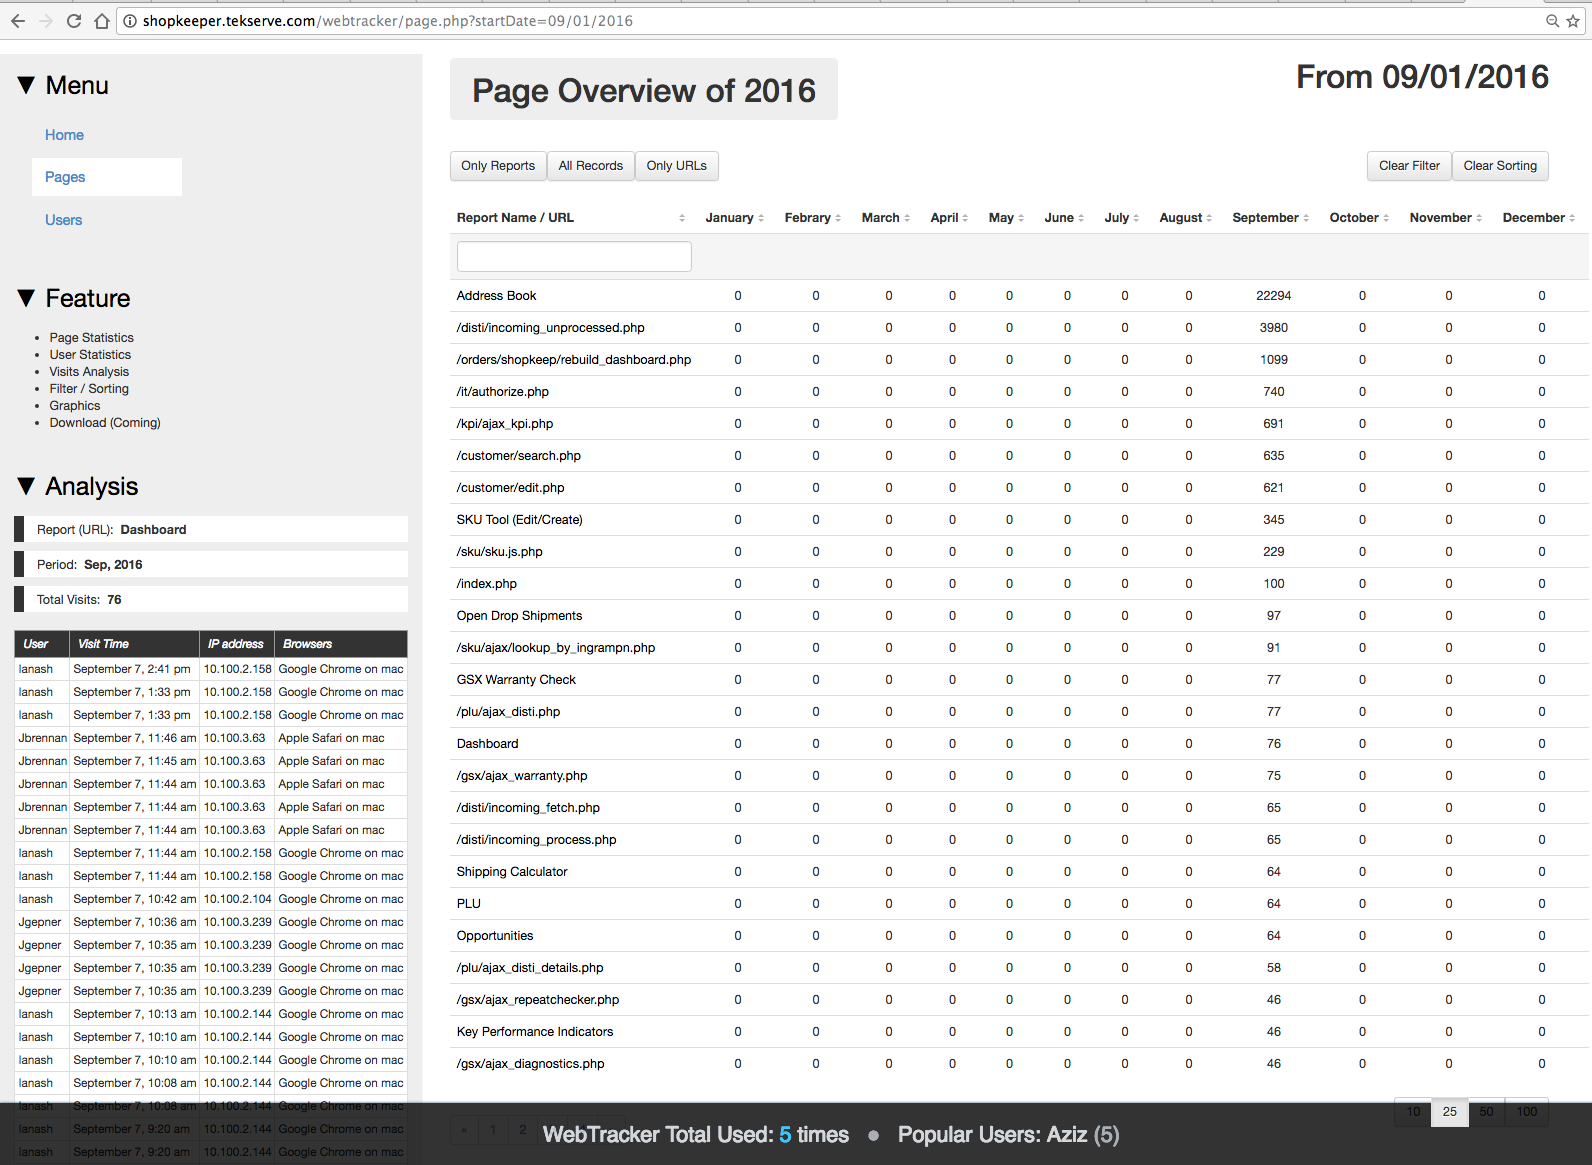 shopkeeper.tekserve.com/webtracker/page.php?startDate=09/01/2016
▼ Menu
Home
Pages
Users
▼ Feature
• Page Statistics
• User Statistics
• Visits Analysis
• Filter / Sorting
• Graphics
• Download (Coming)
▼ Analysis
Report (URL): Dashboard
Period: Sep, 2016
Total Visits: 76
User Visit Time IP address Browsers
lanash September 7, 2:41 pm 10.100.2.158 Google Chrome on mac
lanash September 7, 1:33 pm 10.100.2.158 Google Chrome on mac
lanash September 7, 1:33 pm 10.100.2.158 Google Chrome on mac
Jbrennan September 7, 11:46 am 10.100.3.63 Apple Safari on mac
Jbrennan September 7, 11:45 am 10.100.3.63 Apple Safari on mac
Jbrennan September 7, 11:44 am 10.100.3.63 Apple Safari on mac
Jbrennan September 7, 11:44 am 10.100.3.63 Apple Safari on mac
Jbrennan September 7, 11:44 am 10.100.3.63 Apple Safari on mac
lanash September 7, 11:44 am 10.100.2.158 Google Chrome on mac
lanash September 7, 11:44 am 10.100.2.158 Google Chrome on mac
lanash September 7, 10:42 am 10.100.2.104 Google Chrome on mac
Jgepner September 7, 10:36 am 10.100.3.239 Google Chrome on mac
Jgepner September 7, 10:35 am 10.100.3.239 Google Chrome on mac
Jgepner September 7, 10:35 am 10.100.3.239 Google Chrome on mac
Jgepner September 7, 10:35 am 10.100.3.239 Google Chrome on mac
lanash September 7, 10:13 am 10.100.2.144 Google Chrome on mac
lanash September 7, 10:10 am 10.100.2.144 Google Chrome on mac
lanash September 7, 10:10 am 10.100.2.144 Google Chrome on mac
lanash September 7, 10:08 am 10.100.2.144 Google Chrome on mac
lanash September 7, 10:08 am 10.100.2.144 Google Chrome on mac
lanash September 7, 9:20 am 10.100.2.144 Google Chrome on mac
lanash September 7, 9:20 am 10.100.2.144 Google Chrome on mac
Page Overview of 2016
From 09/01/2016
Only Reports All Records Only URLs Clear Filter Clear Sorting
Report Name / URL January Febrary March April May June July August September October November December
Address Book 0 0 0 0 0 0 0 0 22294 0 0 0
/disti/incoming_unprocessed.php 0 0 0 0 0 0 0 0 3980 0 0 0
/orders/shopkeep/rebuild_dashboard.php 0 0 0 0 0 0 0 0 1099 0 0 0
/it/authorize.php 0 0 0 0 0 0 0 0 740 0 0 0
/kpi/ajax_kpi.php 0 0 0 0 0 0 0 0 691 0 0 0
/customer/search.php 0 0 0 0 0 0 0 0 635 0 0 0
/customer/edit.php 0 0 0 0 0 0 0 0 621 0 0 0
SKU Tool (Edit/Create) 0 0 0 0 0 0 0 0 345 0 0 0
/sku/sku.js.php 0 0 0 0 0 0 0 0 229 0 0 0
/index.php 0 0 0 0 0 0 0 0 100 0 0 0
Open Drop Shipments 0 0 0 0 0 0 0 0 97 0 0 0
/sku/ajax/lookup_by_ingrampn.php 0 0 0 0 0 0 0 0 91 0 0 0
GSX Warranty Check 0 0 0 0 0 0 0 0 77 0 0 0
/plu/ajax_disti.php 0 0 0 0 0 0 0 0 77 0 0 0
Dashboard 0 0 0 0 0 0 0 0 76 0 0 0
/gsx/ajax_warranty.php 0 0 0 0 0 0 0 0 75 0 0 0
/disti/incoming_fetch.php 0 0 0 0 0 0 0 0 65 0 0 0
/disti/incoming_process.php 0 0 0 0 0 0 0 0 65 0 0 0
Shipping Calculator 0 0 0 0 0 0 0 0 64 0 0 0
PLU 0 0 0 0 0 0 0 0 64 0 0 0
Opportunities 0 0 0 0 0 0 0 0 64 0 0 0
/plu/ajax_disti_details.php 0 0 0 0 0 0 0 0 58 0 0 0
/gsx/ajax_repeatchecker.php 0 0 0 0 0 0 0 0 46 0 0 0
Key Performance Indicators 0 0 0 0 0 0 0 0 46 0 0 0
/gsx/ajax_diagnostics.php 0 0 0 0 0 0 0 0 46 0 0 0
10 25 50 100
« 1 2
WebTracker Total Used: 5 times ● Popular Users: Aziz (5)